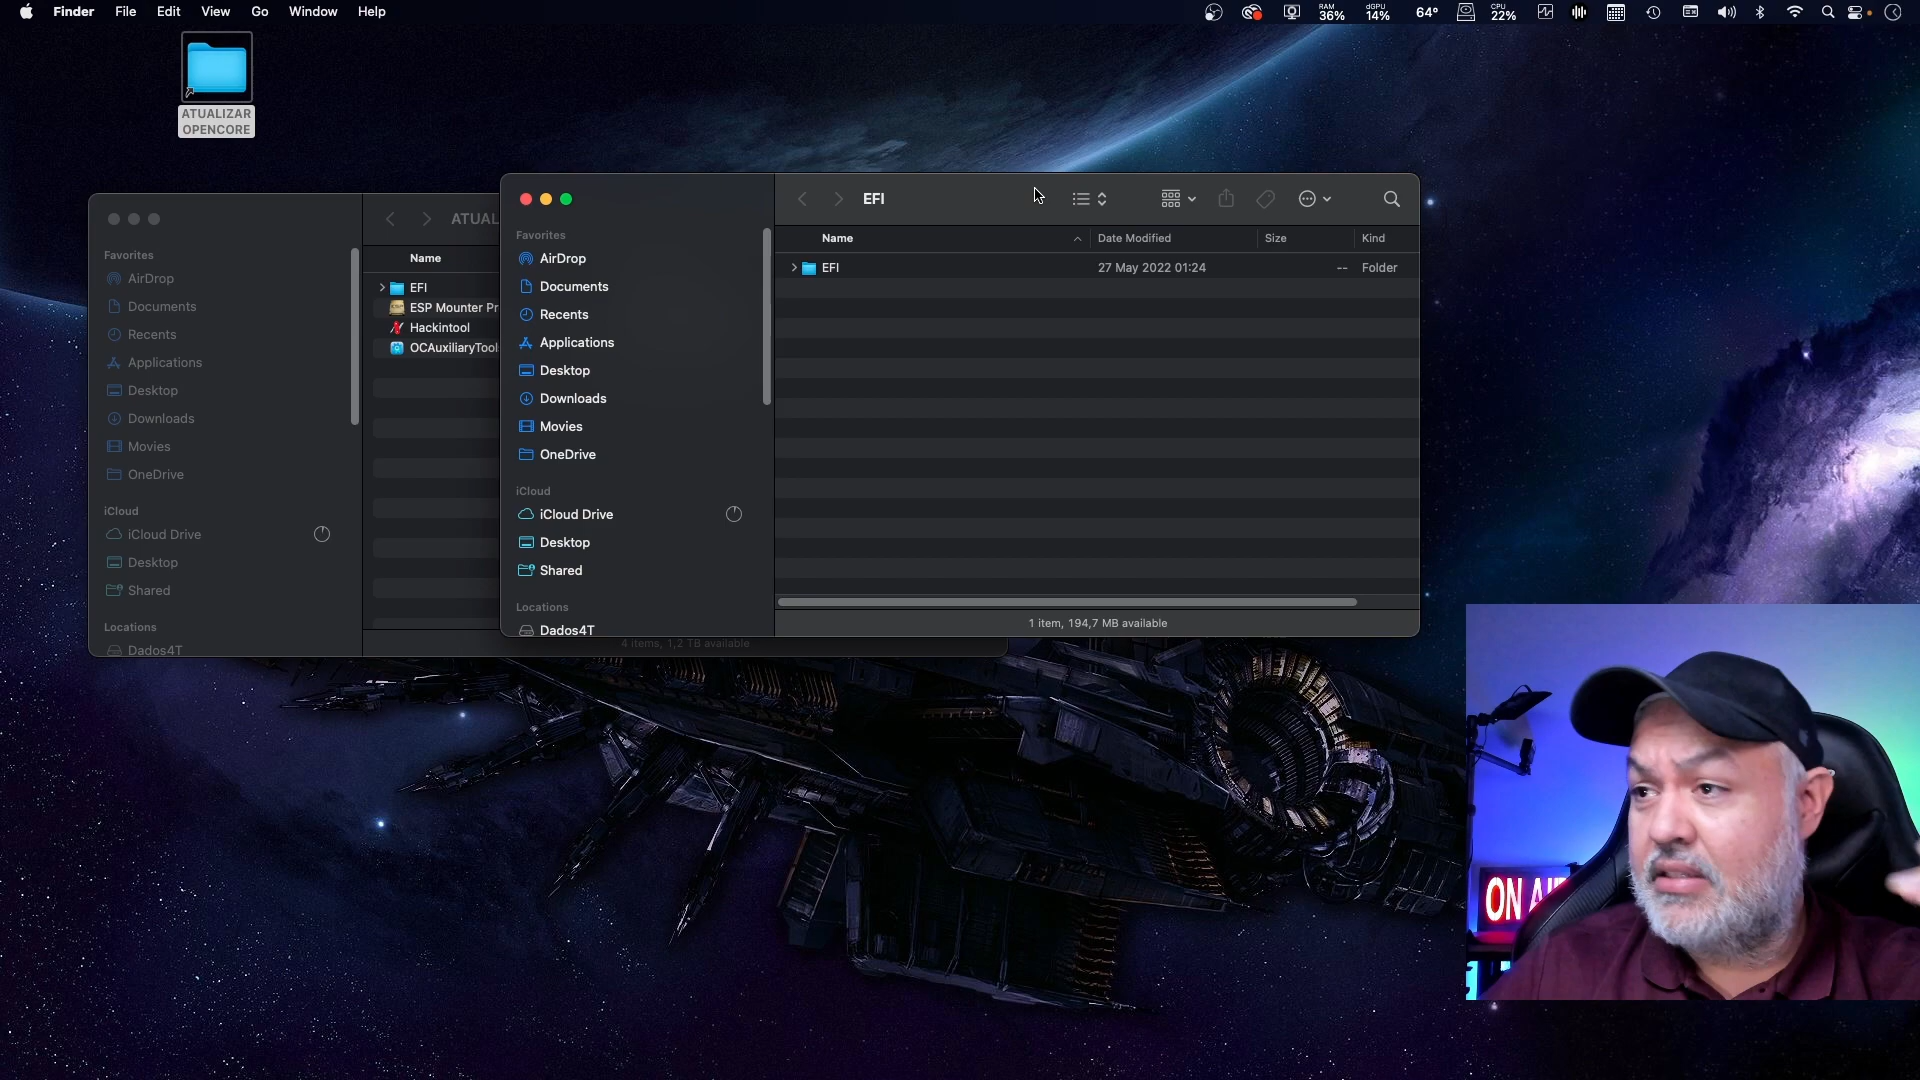 Finder File Edit View Go Window Help
RAM 36% dGPU 14% 64° CPU 22%
ATUALIZAR
OPENCORE
ATUAL
Favorites
AirDrop
Documents
Recents
Applications
Desktop
Downloads
Movies
OneDrive
iCloud
iCloud Drive
Desktop
Shared
Locations
Dados4T
Name
EFI
ESP Mounter Pr
Hackintool
OCAuxiliaryTool
4 items, 1,2 TB available
EFI
Favorites
AirDrop
Documents
Recents
Applications
Desktop
Downloads
Movies
OneDrive
iCloud
iCloud Drive
Desktop
Shared
Locations
Dados4T
Name Date Modified Size Kind
EFI 27 May 2022 01:24 -- Folder
1 item, 194,7 MB available
ON AIR